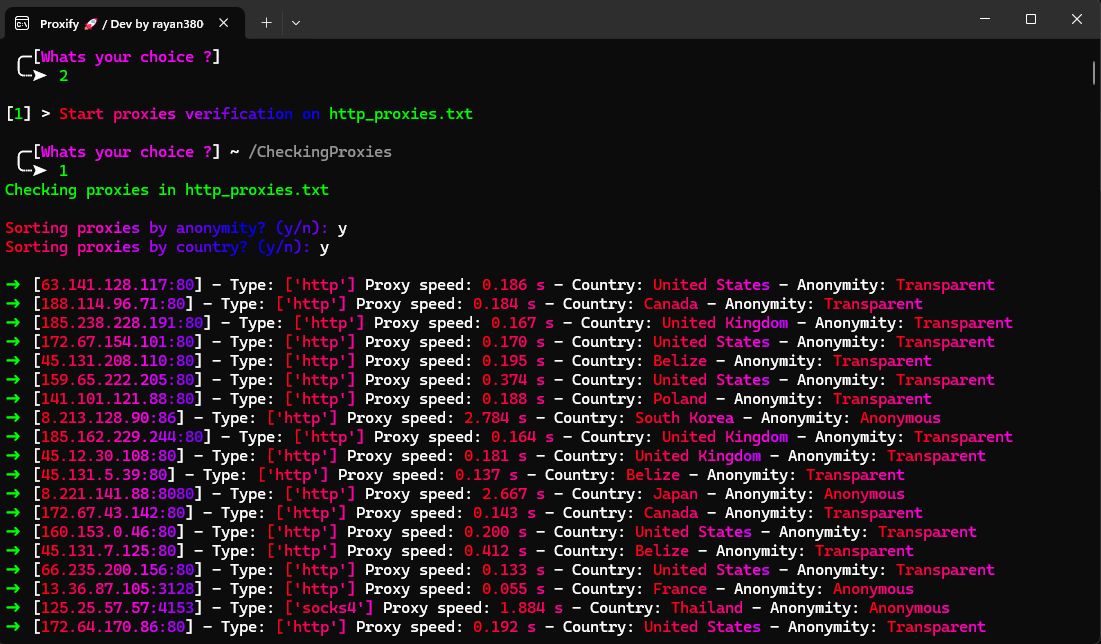 Proxify 🚀 / Dev by rayan380
[Whats your choice ?]
2
[1] > Start proxies verification on http_proxies.txt
[Whats your choice ?] ~ /CheckingProxies
1
Checking proxies in http_proxies.txt
Sorting proxies by anonymity? (y/n): y
Sorting proxies by country? (y/n): y
➜ [63.141.128.117:80] - Type: ['http'] Proxy speed: 0.186 s - Country: United States - Anonymity: Transparent
➜ [188.114.96.71:80] - Type: ['http'] Proxy speed: 0.184 s - Country: Canada - Anonymity: Transparent
➜ [185.238.228.191:80] - Type: ['http'] Proxy speed: 0.167 s - Country: United Kingdom - Anonymity: Transparent
➜ [172.67.154.101:80] - Type: ['http'] Proxy speed: 0.170 s - Country: United States - Anonymity: Transparent
➜ [45.131.208.110:80] - Type: ['http'] Proxy speed: 0.195 s - Country: Belize - Anonymity: Transparent
➜ [159.65.222.205:80] - Type: ['http'] Proxy speed: 0.374 s - Country: United States - Anonymity: Transparent
➜ [141.101.121.88:80] - Type: ['http'] Proxy speed: 0.188 s - Country: Poland - Anonymity: Transparent
➜ [8.213.128.90:86] - Type: ['http'] Proxy speed: 2.784 s - Country: South Korea - Anonymity: Anonymous
➜ [185.162.229.244:80] - Type: ['http'] Proxy speed: 0.164 s - Country: United Kingdom - Anonymity: Transparent
➜ [45.12.30.108:80] - Type: ['http'] Proxy speed: 0.181 s - Country: United Kingdom - Anonymity: Transparent
➜ [45.131.5.39:80] - Type: ['http'] Proxy speed: 0.137 s - Country: Belize - Anonymity: Transparent
➜ [8.221.141.88:8080] - Type: ['http'] Proxy speed: 2.667 s - Country: Japan - Anonymity: Anonymous
➜ [172.67.43.142:80] - Type: ['http'] Proxy speed: 0.143 s - Country: Canada - Anonymity: Transparent
➜ [160.153.0.46:80] - Type: ['http'] Proxy speed: 0.200 s - Country: United States - Anonymity: Transparent
➜ [45.131.7.125:80] - Type: ['http'] Proxy speed: 0.412 s - Country: Belize - Anonymity: Transparent
➜ [66.235.200.156:80] - Type: ['http'] Proxy speed: 0.133 s - Country: United States - Anonymity: Transparent
➜ [13.36.87.105:3128] - Type: ['http'] Proxy speed: 0.055 s - Country: France - Anonymity: Anonymous
➜ [125.25.57.57:4153] - Type: ['socks4'] Proxy speed: 1.884 s - Country: Thailand - Anonymity: Anonymous
➜ [172.64.170.86:80] - Type: ['http'] Proxy speed: 0.192 s - Country: United States - Anonymity: Transparent